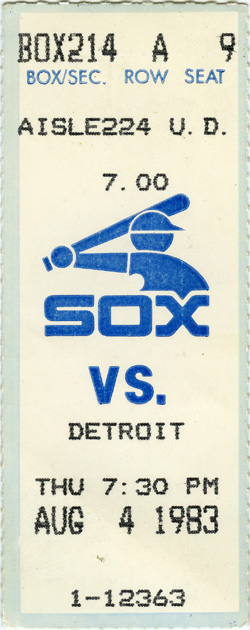 BOX214 A 9
BOX/SEC. ROW SEAT
AISLE224 U.D.
7.00
SOX
VS.
DETROIT
THU 7:30 PM
AUG 4 1983
1-12363